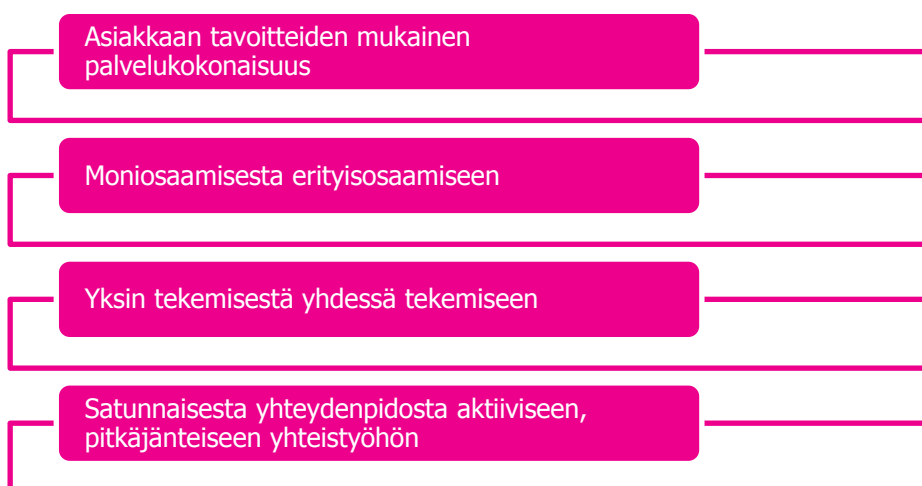 Asiakkaan tavoitteiden mukainen
palvelukokonaisuus
Moniosaamisesta erityisosaamiseen
Yksin tekemisestä yhdessä tekemiseen
Satunnaisesta yhteydenpidosta aktiiviseen,
pitkäjänteiseen yhteistyöhön